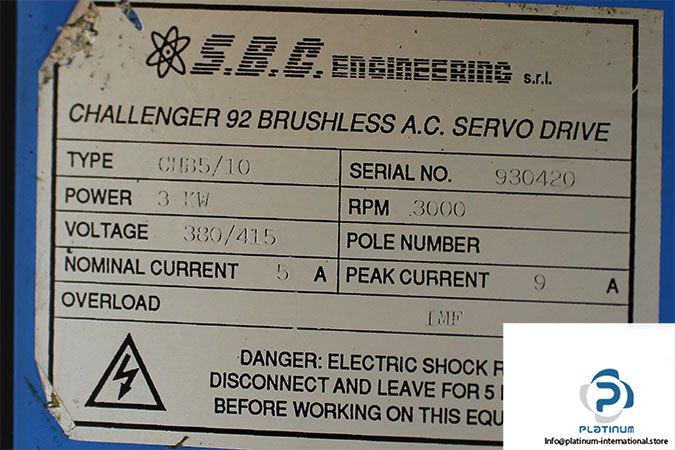 S.B.C. ENGINEERING s.r.l.
CHALLENGER 92 BRUSHLESS A.C. SERVO DRIVE
TYPE CHB5/10 SERIAL NO. 930420
POWER 3 KW RPM 3000
VOLTAGE 380/415 POLE NUMBER
NOMINAL CURRENT 5 A PEAK CURRENT 9 A
OVERLOAD IMF
DANGER: ELECTRIC SHOCK R
DISCONNECT AND LEAVE FOR 5
BEFORE WORKING ON THIS EQU
PLATINUM
Info@platinum-international.store